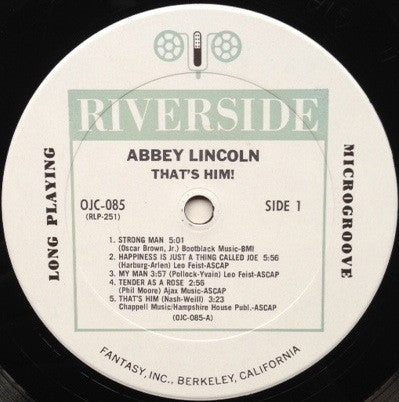 RIVERSIDE
ABBEY LINCOLN
THAT'S HIM!
LONG PLAYING
MICROGROOVE
OJC-085
(RLP-251)
SIDE 1
1. STRONG MAN 5:01
(Oscar Brown, Jr.) Bootblack Music-BMI
2. HAPPINESS IS JUST A THING CALLED JOE 5:56
(Harburg-Arlen) Leo Feist-ASCAP
3. MY MAN 3:57 (Pollock-Yvain) Leo Feist-ASCAP
4. TENDER AS A ROSE 2:56
(Phil Moore) Ajax Music-ASCAP
5. THAT'S HIM (Nash-Weill) 3:23
Chappell Music/Hampshire House Publ.-ASCAP
(OJC-085-A)
FANTASY, INC., BERKELEY, CALIFORNIA